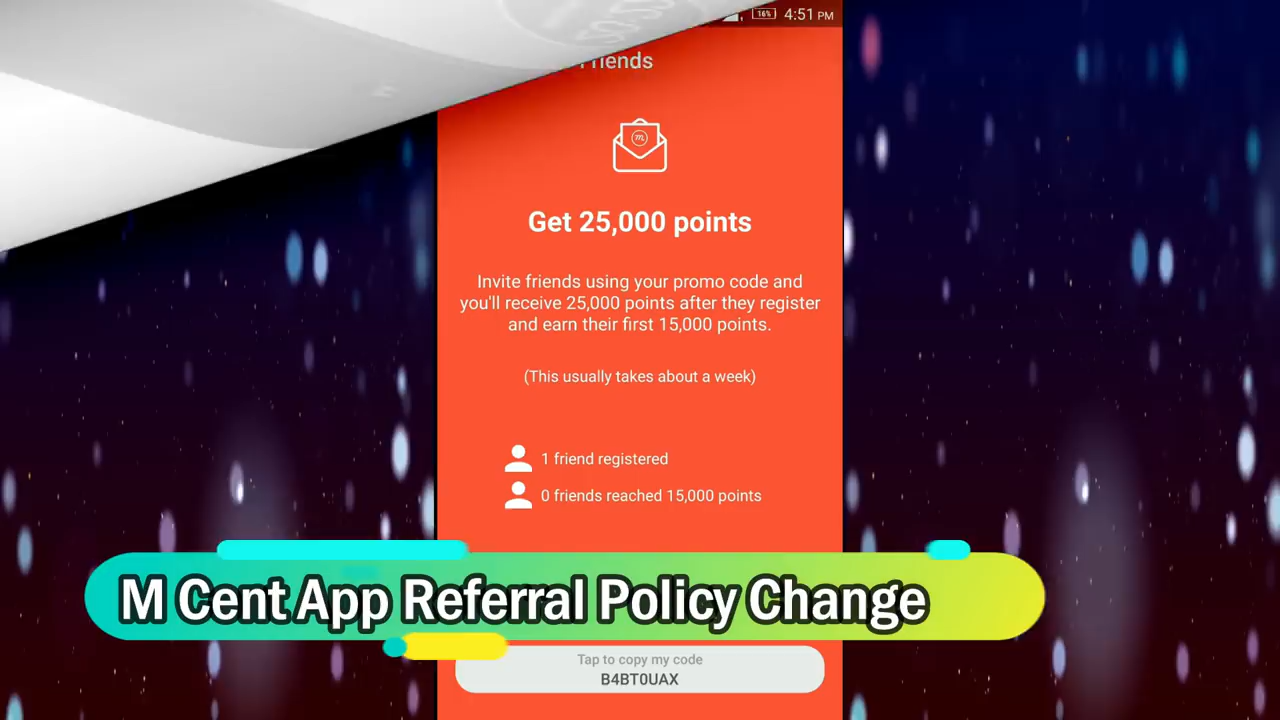 16%
4:51 PM
Friends
m
Get 25,000 points
Invite friends using your promo code and
you'll receive 25,000 points after they register
and earn their first 15,000 points.
(This usually takes about a week)
1 friend registered
0 friends reached 15,000 points
M Cent App Referral Policy Change
Tap to copy my code
B4BT0UAX